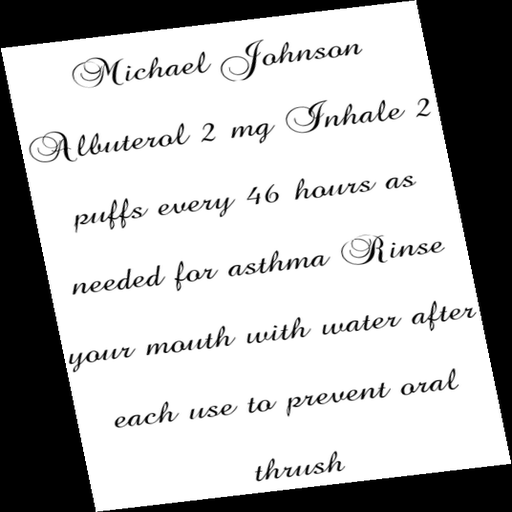 Michael Johnson
Albuterol 2 mg Inhale 2
puffs every 46 hours as
needed for asthma Rinse
your mouth with water after
each use to prevent oral
thrush